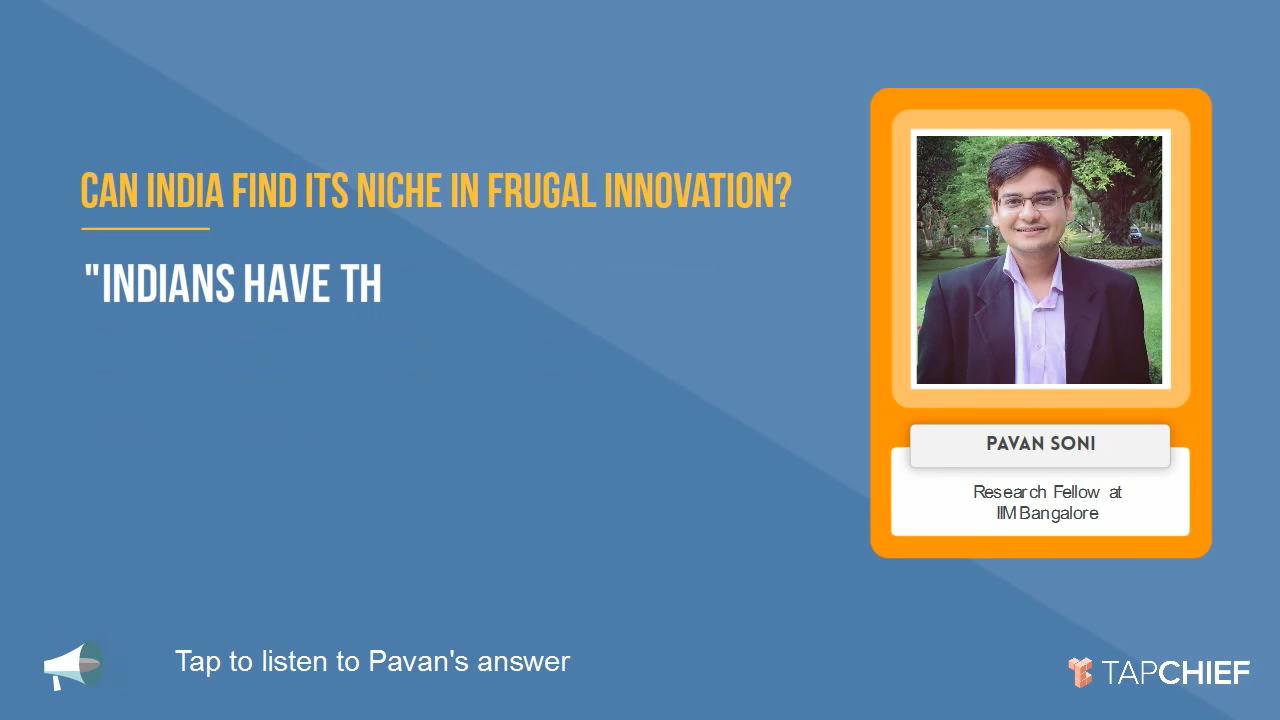 CAN INDIA FIND ITS NICHE IN FRUGAL INNOVATION?
"INDIANS HAVE TH
PAVAN SONI
Research Fellow at
IIM Bangalore
Tap to listen to Pavan's answer
TAPCHIEF